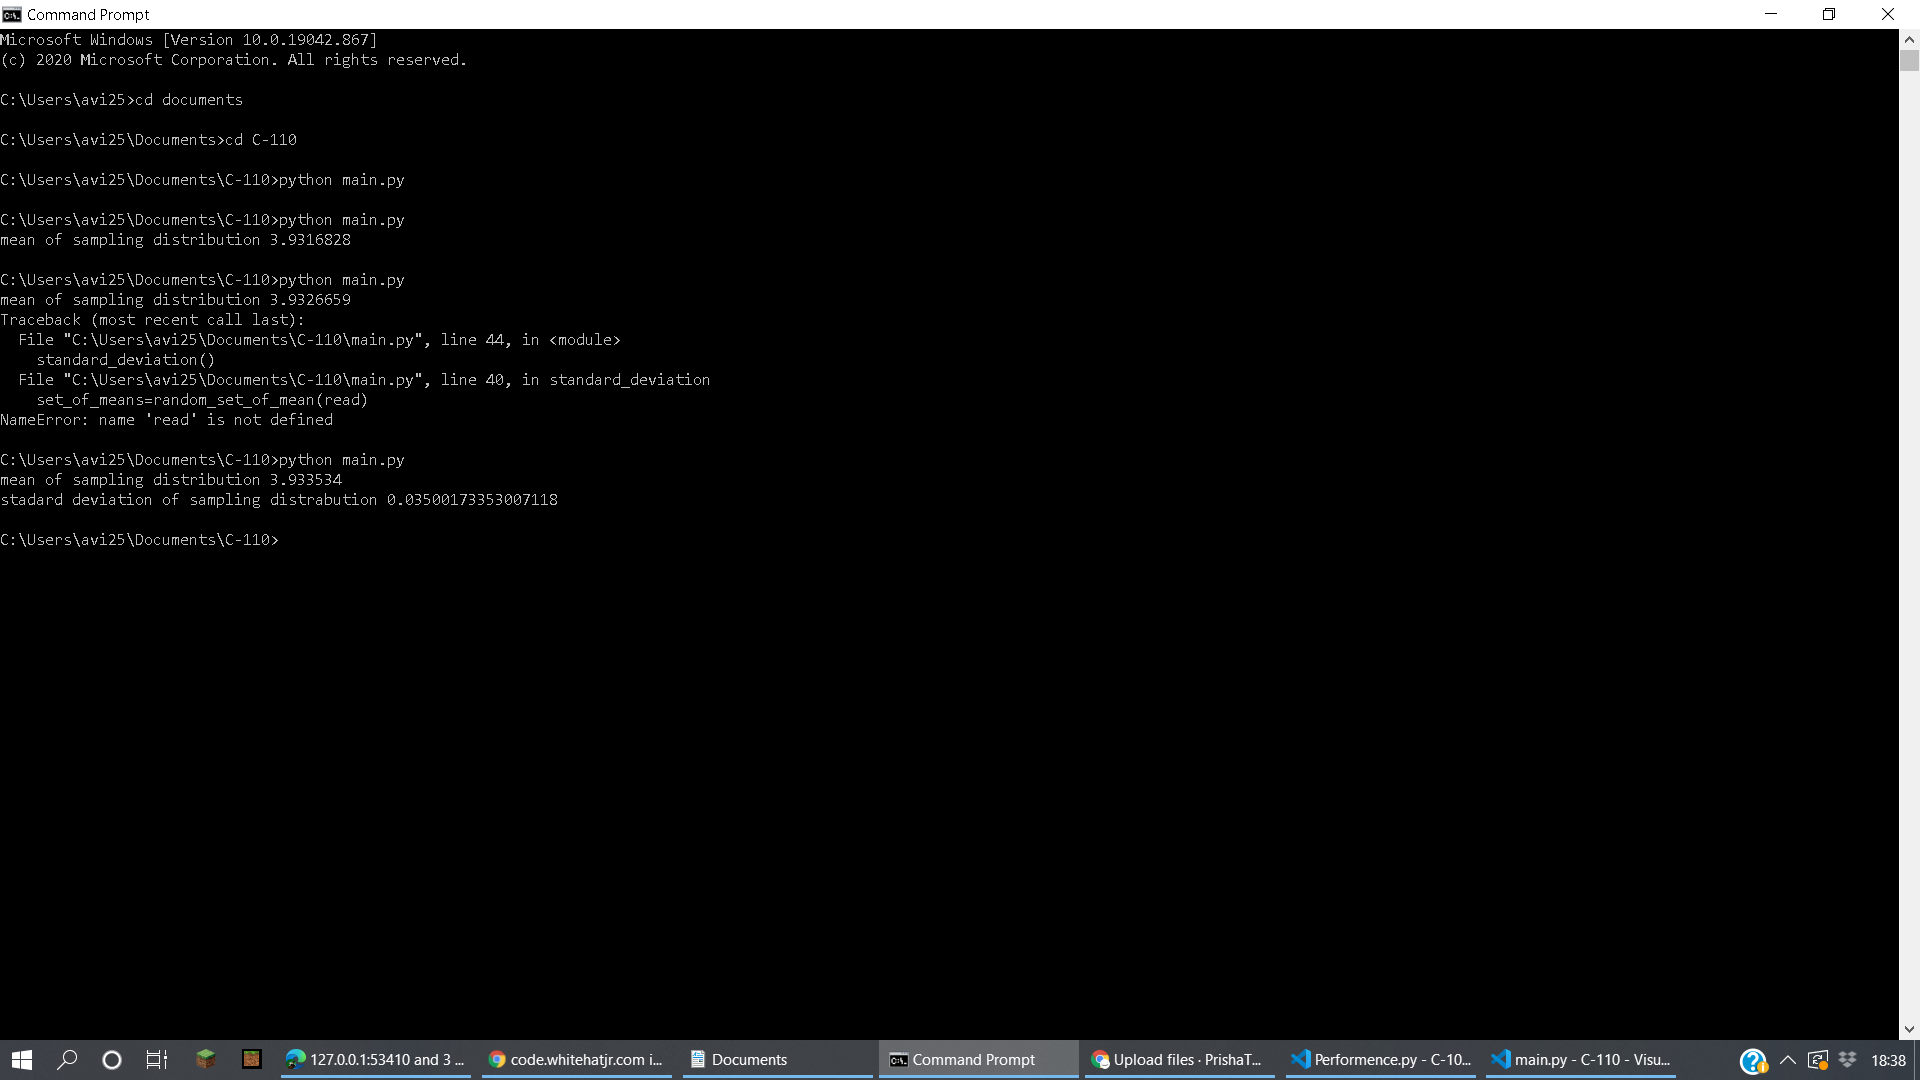 Command Prompt
Microsoft Windows [Version 10.0.19042.867]
(c) 2020 Microsoft Corporation. All rights reserved.
C:\Users\avi25>cd documents
C:\Users\avi25\Documents>cd C-110
C:\Users\avi25\Documents\C-110>python main.py
C:\Users\avi25\Documents\C-110>python main.py
mean of sampling distribution 3.9316828
C:\Users\avi25\Documents\C-110>python main.py
mean of sampling distribution 3.9326659
Traceback (most recent call last):
  File "C:\Users\avi25\Documents\C-110\main.py", line 44, in <module>
    standard_deviation()
  File "C:\Users\avi25\Documents\C-110\main.py", line 40, in standard_deviation
    set_of_means=random_set_of_mean(read)
NameError: name 'read' is not defined
C:\Users\avi25\Documents\C-110>python main.py
mean of sampling distribution 3.933534
stadard deviation of sampling distrabution 0.03500173353007118
C:\Users\avi25\Documents\C-110>
127.0.0.1:53410 and 3 ...
code.whitehatjr.com i...
Documents
Command Prompt
Upload files · PrishaT...
Performence.py - C-10...
main.py - C-110 - Visu...
18:38